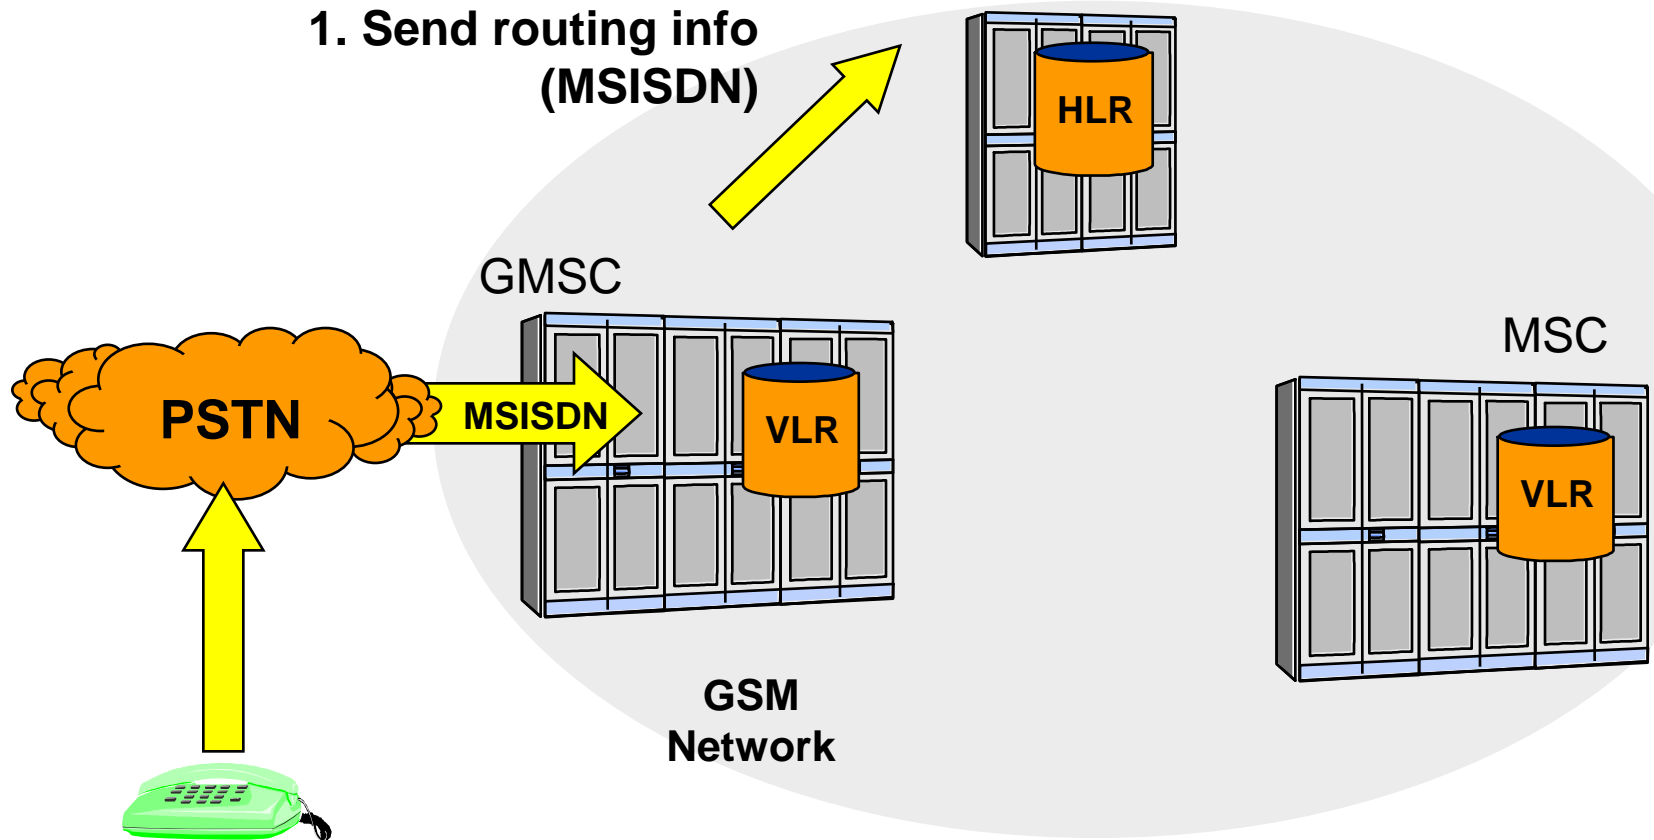 1. Send routing info
(MSISDN)
HLR
GMSC
MSC
PSTN
MSISDN
VLR
VLR
GSM
Network